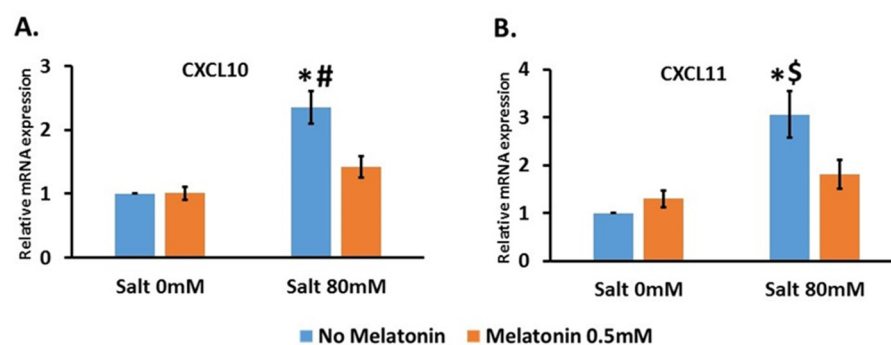 A.
CXCL10
*#
Relative mRNA expression
3
2
1
0
Salt 0mM Salt 80mM
B.
CXCL11
*$
Relative mRNA expression
4
3
2
1
0
Salt 0mM Salt 80mM
No Melatonin Melatonin 0.5mM